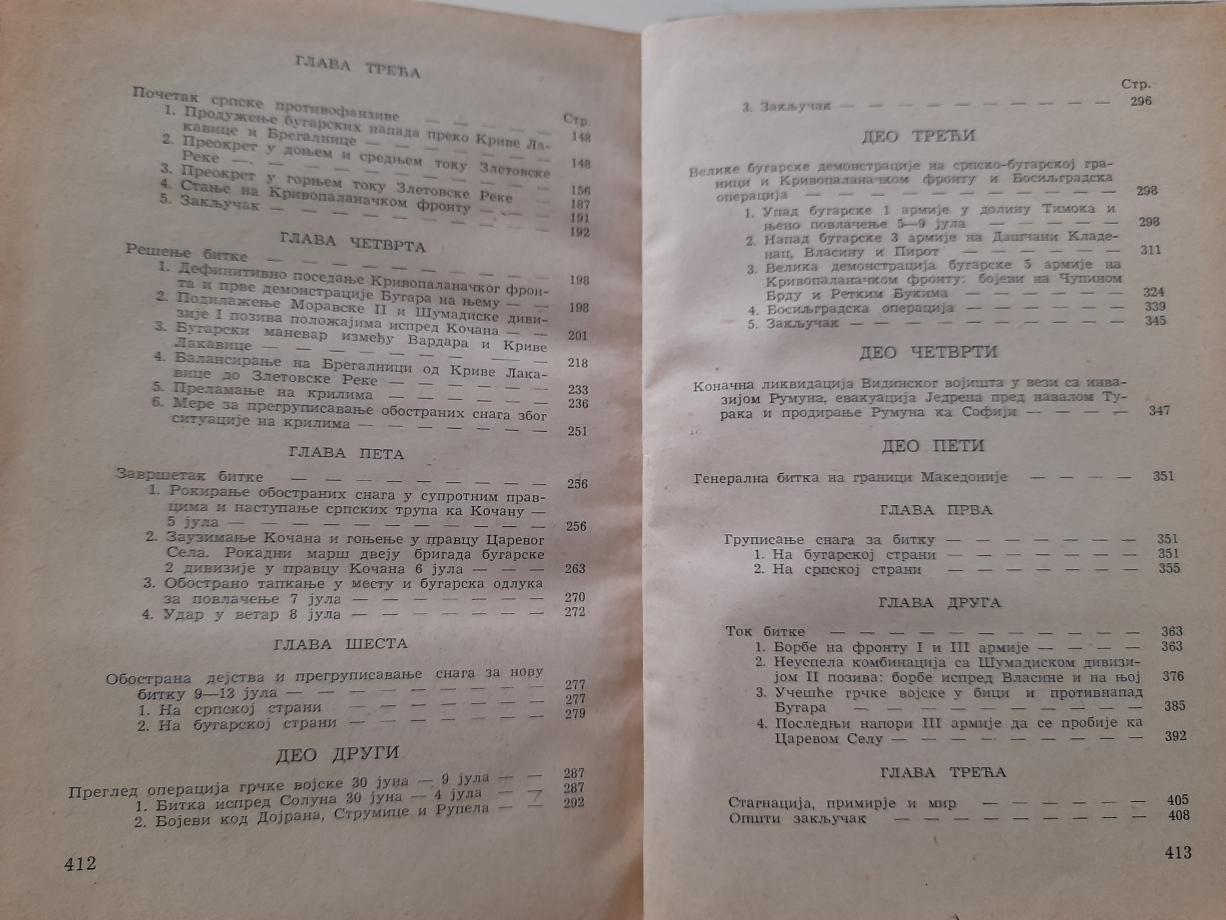 ГЛАВА ТРЕЋА
Стр.
Почетак српске противофанзиве — — — — — 148
1. Продужење бугарских напада преко Криве Ла-
кавице и Брегалнице — — — — — — — 148
2. Преокрет у доњем и средњем току Злетовске
Реке — — — — — — — — — — — 156
3. Преокрет у горњем току Злетовске Реке — 187
4. Стање на Кривопаланачком фронту — — — 191
5. Закључак — — — — — — — — — — 192
ГЛАВА ЧЕТВРТА
Решење битке — — — — — — — — — — 198
1. Дефинитивно поседање Кривопаланачког фрон-
та и прве демонстрације Бугара на њему — — 198
2. Подилажење Моравске II и Шумадиске диви-
зије I позива положајима испред Кочана — — 201
3. Бугарски маневар између Вардара и Криве
Лакавице — — — — — — — — — — 218
4. Балансирање на Брегалници од Криве Лака-
вице до Злетовске Реке — — — — — — 233
5. Преламање на крилима — — — — — — 236
6. Мере за прегруписавање обостраних снага због
ситуације на крилима — — — — — — — 251
ГЛАВА ПЕТА
Завршетак битке — — — — — — — — — 256
1. Рокирање обостраних снага у супротним прав-
цима и наступање српских трупа ка Кочану —
5 јула — — — — — — — — — — — 256
2. Заузимање Кочана и гоњење у правцу Царевог
Села. Рокадни марш двеју бригада бугарске
2 дивизије у правцу Кочана 6 јула — — — 263
3. Обострано тапкање у месту и бугарска одлука
за повлачење 7 јула — — — — — — — 270
4. Удар у ветар 8 јула — — — — — — — 272
ГЛАВА ШЕСТА
Обострана дејства и прегруписавање снага за нову
битку 9—13 јула — — — — — — — — — 277
1. На српској страни — — — — — — — 277
2. На бугарској страни — — — — — — — 279
ДЕО ДРУГИ
Преглед операција грчке војске 30 јуна — 9 јула — — 287
1. Битка испред Солуна 30 јуна — 4 јула — — 287
2. Бојеви код Дојрана, Струмице и Рупела — — 292
412
Стр.
3. Закључак — — — — — — — — — — 296
ДЕО ТРЕЋИ
Велике бугарске демонстрације на српско-бугарској гра-
ници и Кривопаланачком фронту и Босиљградска
операција — — — — — — — — — — — 298
1. Упад бугарске 1 армије у долину Тимока и
њено повлачење 5—9 јула — — — — — 298
2. Напад бугарске 3 армије на Дашчани Кладе-
нац, Власину и Пирот — — — — — — 311
3. Велика демонстрација бугарске 5 армије на
Кривопаланачком фронту: бојеви на Чупином
Брду и Ретким Букима — — — — — — 324
4. Босиљградска операција — — — — — — 339
5. Закључак — — — — — — — — — — 345
ДЕО ЧЕТВРТИ
Коначна ликвидација Видинског војишта у вези са инва-
зијом Румуна, евакуација Једрена пред навалом Ту-
рака и продирање Румуна ка Софији — — — — 347
ДЕО ПЕТИ
Генерална битка на граници Македоније — — — — 351
ГЛАВА ПРВА
Груписање снага за битку — — — — — — — 351
1. На бугарској страни — — — — — — — 351
2. На српској страни — — — — — — — 355
ГЛАВА ДРУГА
Ток битке — — — — — — — — — — — 363
1. Борбе на фронту I и III армије — — — — 363
2. Неуспела комбинација са Шумадиском дивизи-
јом II позива: борбе испред Власине и на њој 376
3. Учешће грчке војске у бици и противнапад
Бугара — — — — — — — — — — — 385
4. Последњи напори III армије да се пробије ка
Царевом Селу — — — — — — — — — 392
ГЛАВА ТРЕЋА
Стагнација, примирје и мир — — — — — — 405
Општи закључак — — — — — — — — — 408
413